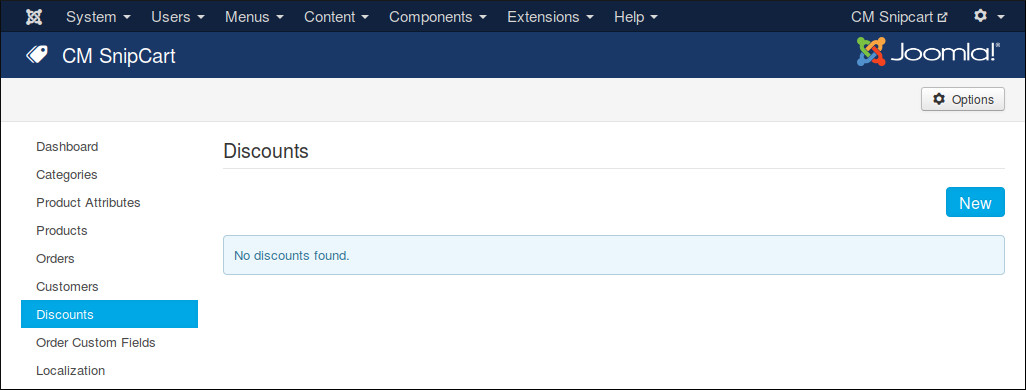 System Users Menus Content Components Extensions Help CM Snipcart
CM SnipCart Joomla!®
Options
Dashboard
Categories
Product Attributes
Products
Orders
Customers
Discounts
Order Custom Fields
Localization
Discounts
New
No discounts found.